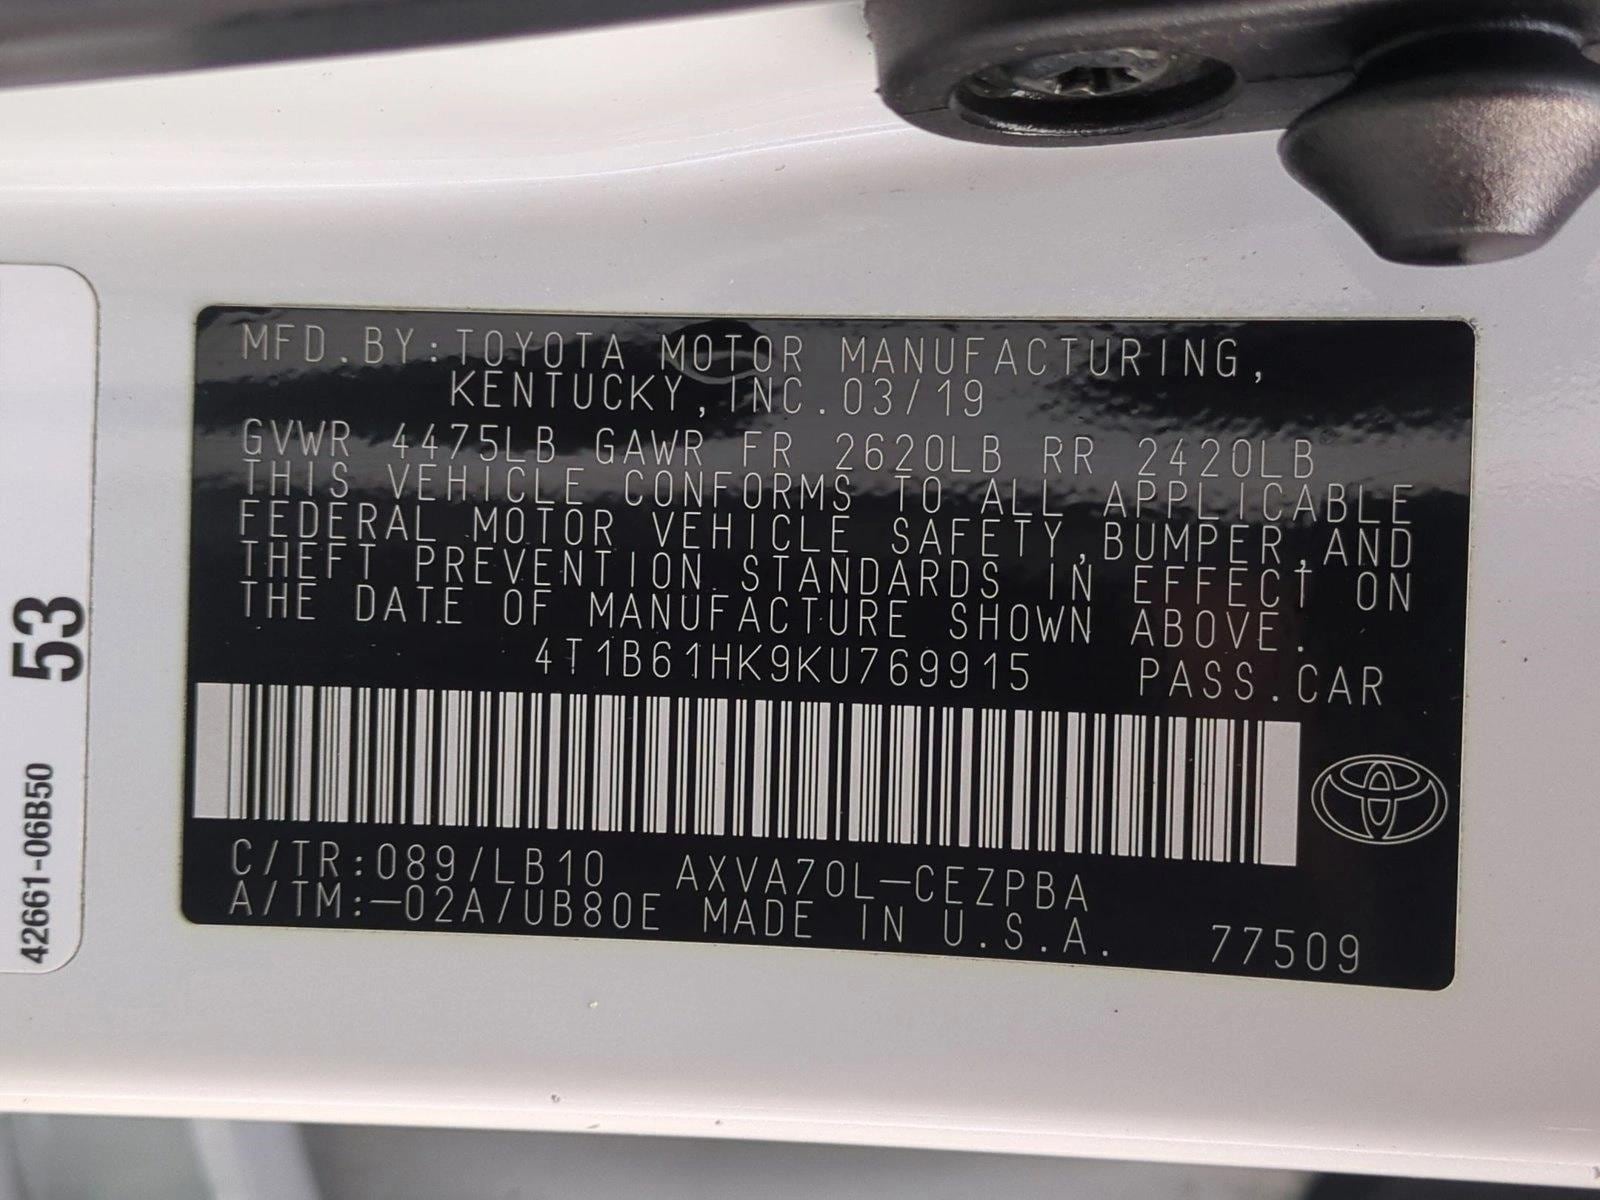 MFD.BY:TOYOTA MOTOR MANUFACTURING,
KENTUCKY,INC.03/19
GVWR 4475LB GAWR FR 2620LB RR 2420LB
THIS VEHICLE CONFORMS TO ALL APPLICABLE
FEDERAL MOTOR VEHICLE SAFETY,BUMPER,AND
THEFT PREVENTION STANDARDS IN EFFECT ON
THE DATE OF MANUFACTURE SHOWN ABOVE.
4T1B61HK9KU769915 PASS.CAR
C/TR:089/LB10 AXVA70L-CEZPBA
A/TM:-02A/UB80E MADE IN U.S.A. 77509
53
42661-06B50